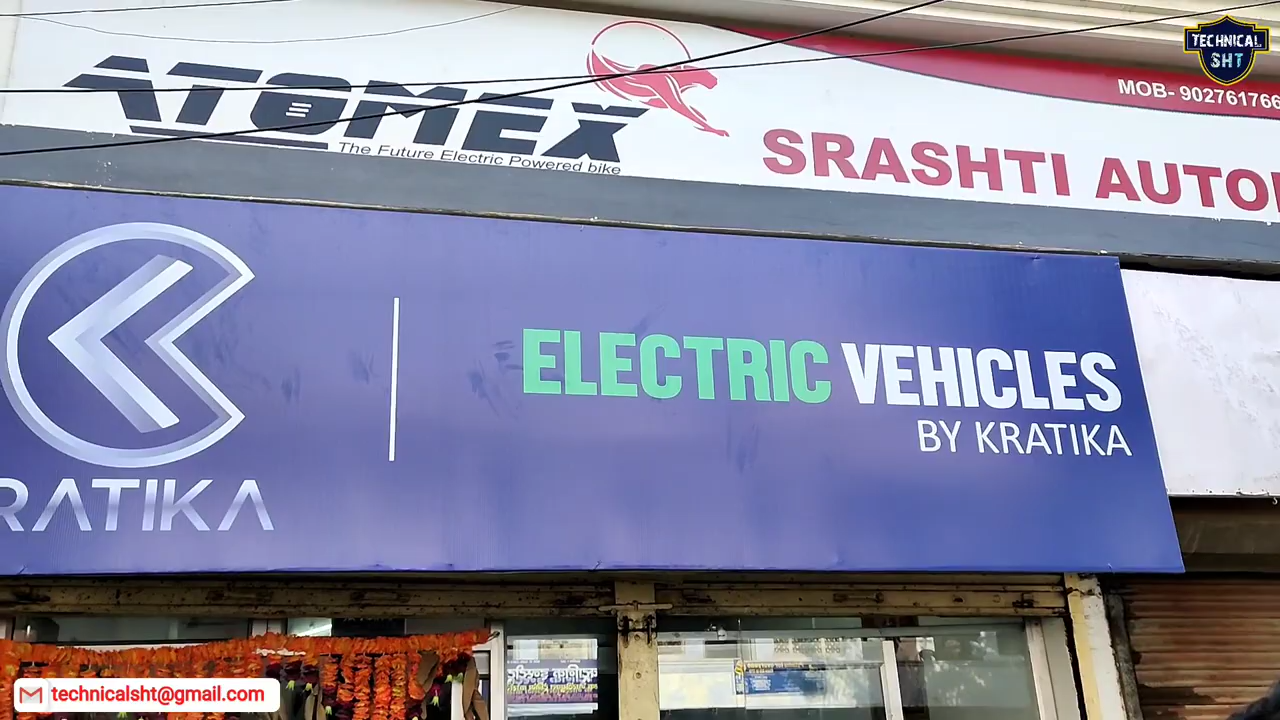 TECHNICAL
SHT
MOB- 902761766
ATOMEX
The Future Electric Powered bike
SRASHTI AUTO
ELECTRIC VEHICLES
BY KRATIKA
RATIKA
technicalsht@gmail.com